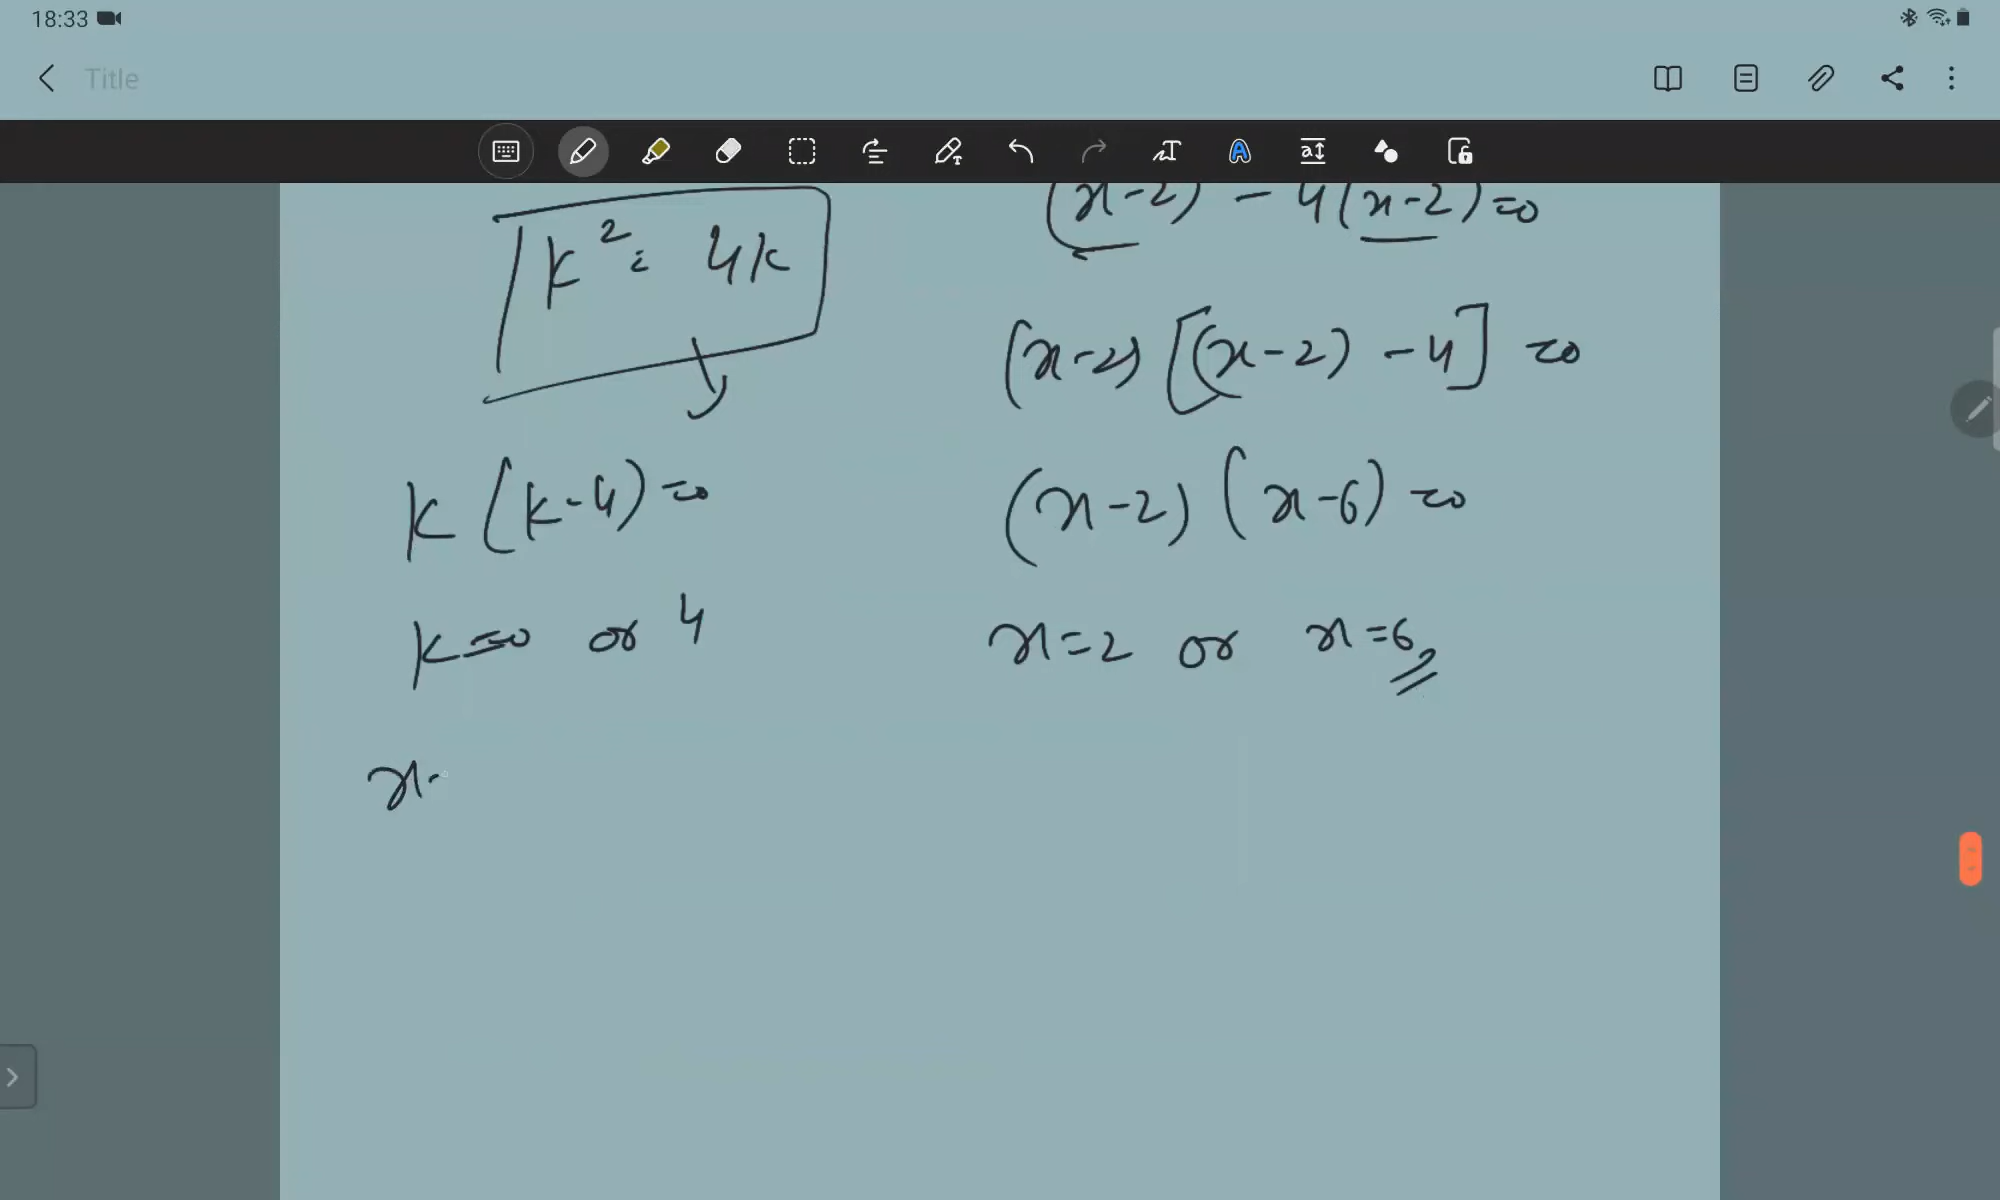 18:33
Title
k² = 4k
k (k-4) =0
k=0 or 4
x-
(x-2) - 4(x-2) =0
(x-2) [(x-2) -4] =0
(x-2) (x-6) =0
x=2 or x=6